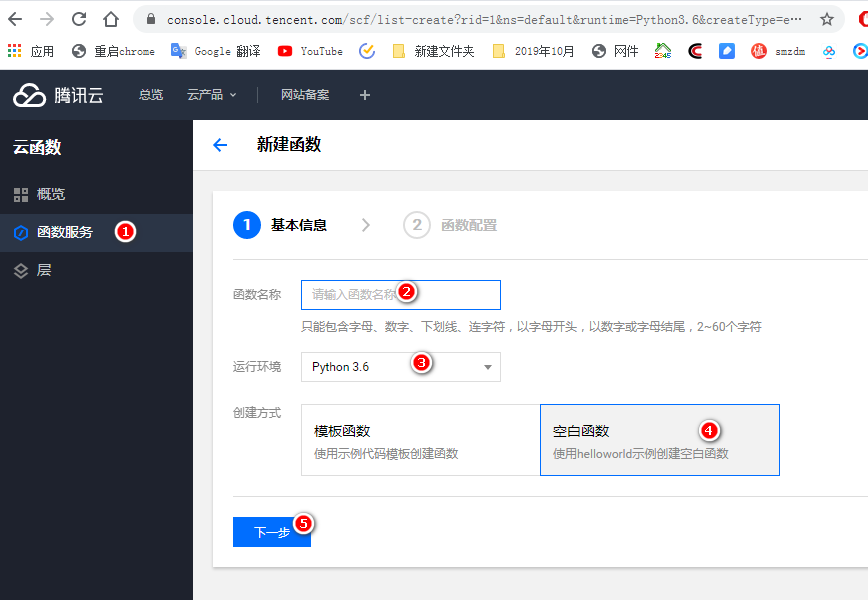 console.cloud.tencent.com/scf/list-create?rid=1&ns=default&runtime=Python3.6&createType=e···
应用 重启chrome Google 翻译 YouTube 新建文件夹 2019年10月 网件 2345 值 smzdm
腾讯云 总览 云产品 网站备案 +
云函数
新建函数
概览
函数服务 1
层
1 基本信息 2 函数配置
函数名称 请输入函数名称 2
只能包含字母、数字、下划线、连字符，以字母开头，以数字或字母结尾，2~60个字符
运行环境 Python 3.6 3
创建方式
模板函数
使用示例代码模板创建函数
空白函数 4
使用helloworld示例创建空白函数
下一步 5